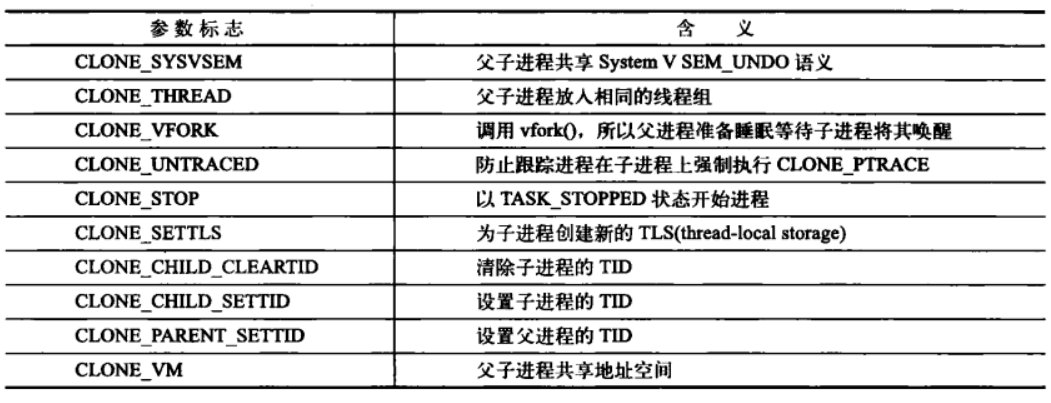 参数标志 含 义
CLONE_SYSVSEM 父子进程共享 System V SEM_UNDO 语义
CLONE_THREAD 父子进程放入相同的线程组
CLONE_VFORK 调用 vfork(),所以父进程准备睡眠等待子进程将其唤醒
CLONE_UNTRACED 防止跟踪进程在子进程上强制执行 CLONE_PTRACE
CLONE_STOP 以 TASK_STOPPED 状态开始进程
CLONE_SETTLS 为子进程创建新的 TLS(thread-local storage)
CLONE_CHILD_CLEARTID 清除子进程的 TID
CLONE_CHILD_SETTID 设置子进程的 TID
CLONE_PARENT_SETTID 设置父进程的 TID
CLONE_VM 父子进程共享地址空间